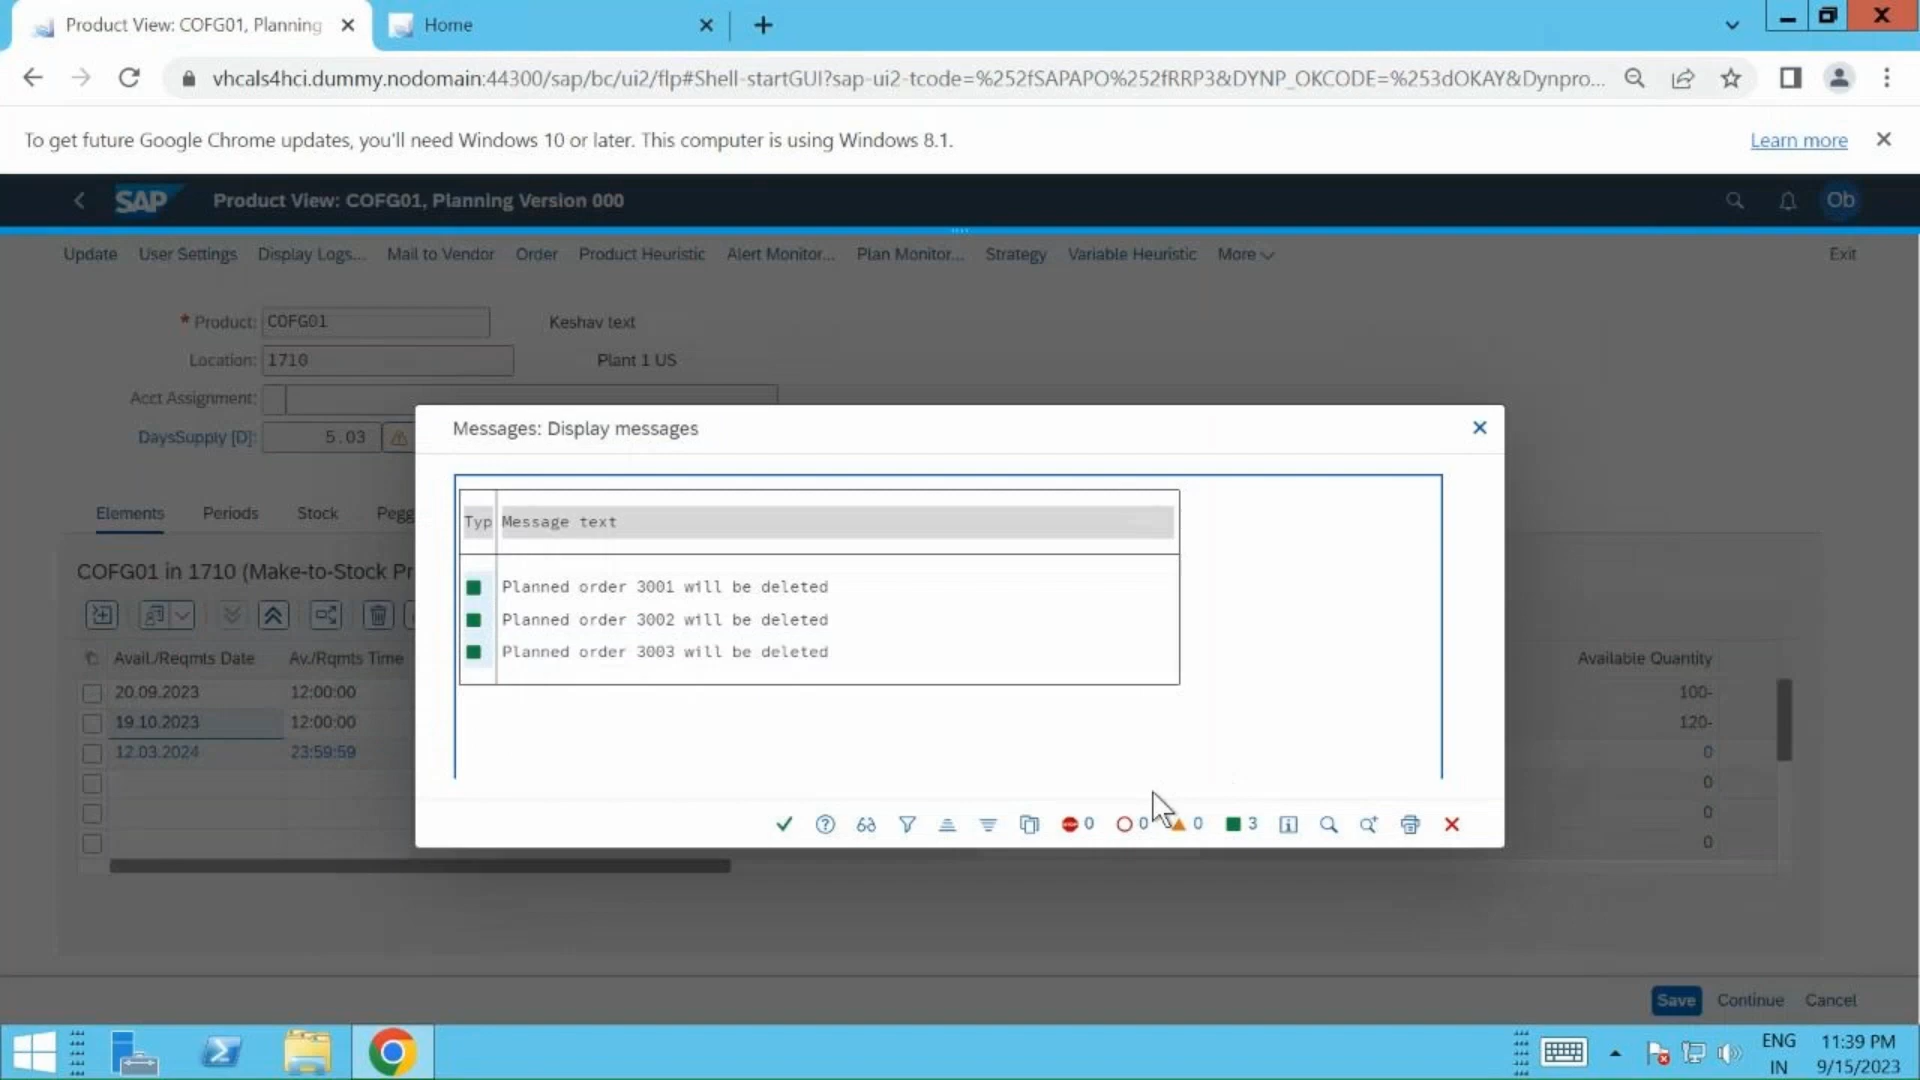 Product View: COFG01, Planning
Home
vhcals4hci.dummy.nodomain:44300/sap/bc/ui2/flp#Shell-startGUI?sap-ui2-tcode=%252fSAPAPO%252fRRP3&DYNP_OKCODE=%253dOKAY&Dynpro...
To get future Google Chrome updates, you'll need Windows 10 or later. This computer is using Windows 8.1.
Learn more
SAP
Product View: COFG01, Planning Version 000
Ob
Update User Settings Display Logs... Mail to Vendor Order Product Heuristic Alert Monitor... Plan Monitor... Strategy Variable Heuristic More Exit
* Product: COFG01 Keshav text
Location: 1710 Plant 1 US
Acct Assignment:
DaysSupply [D]: 5.03
Messages: Display messages
Elements Periods Stock Pegg
Typ Message text
Planned order 3001 will be deleted
Planned order 3002 will be deleted
Planned order 3003 will be deleted
COFG01 in 1710 (Make-to-Stock Pr
Avail./Reqmts Date Av./Rqmts Time Available Quantity
20.09.2023 12:00:00 100-
19.10.2023 12:00:00 120-
12.03.2024 23:59:59 0
0
0
0
0 0 0 3
Save Continue Cancel
ENG
IN
11:39 PM
9/15/2023